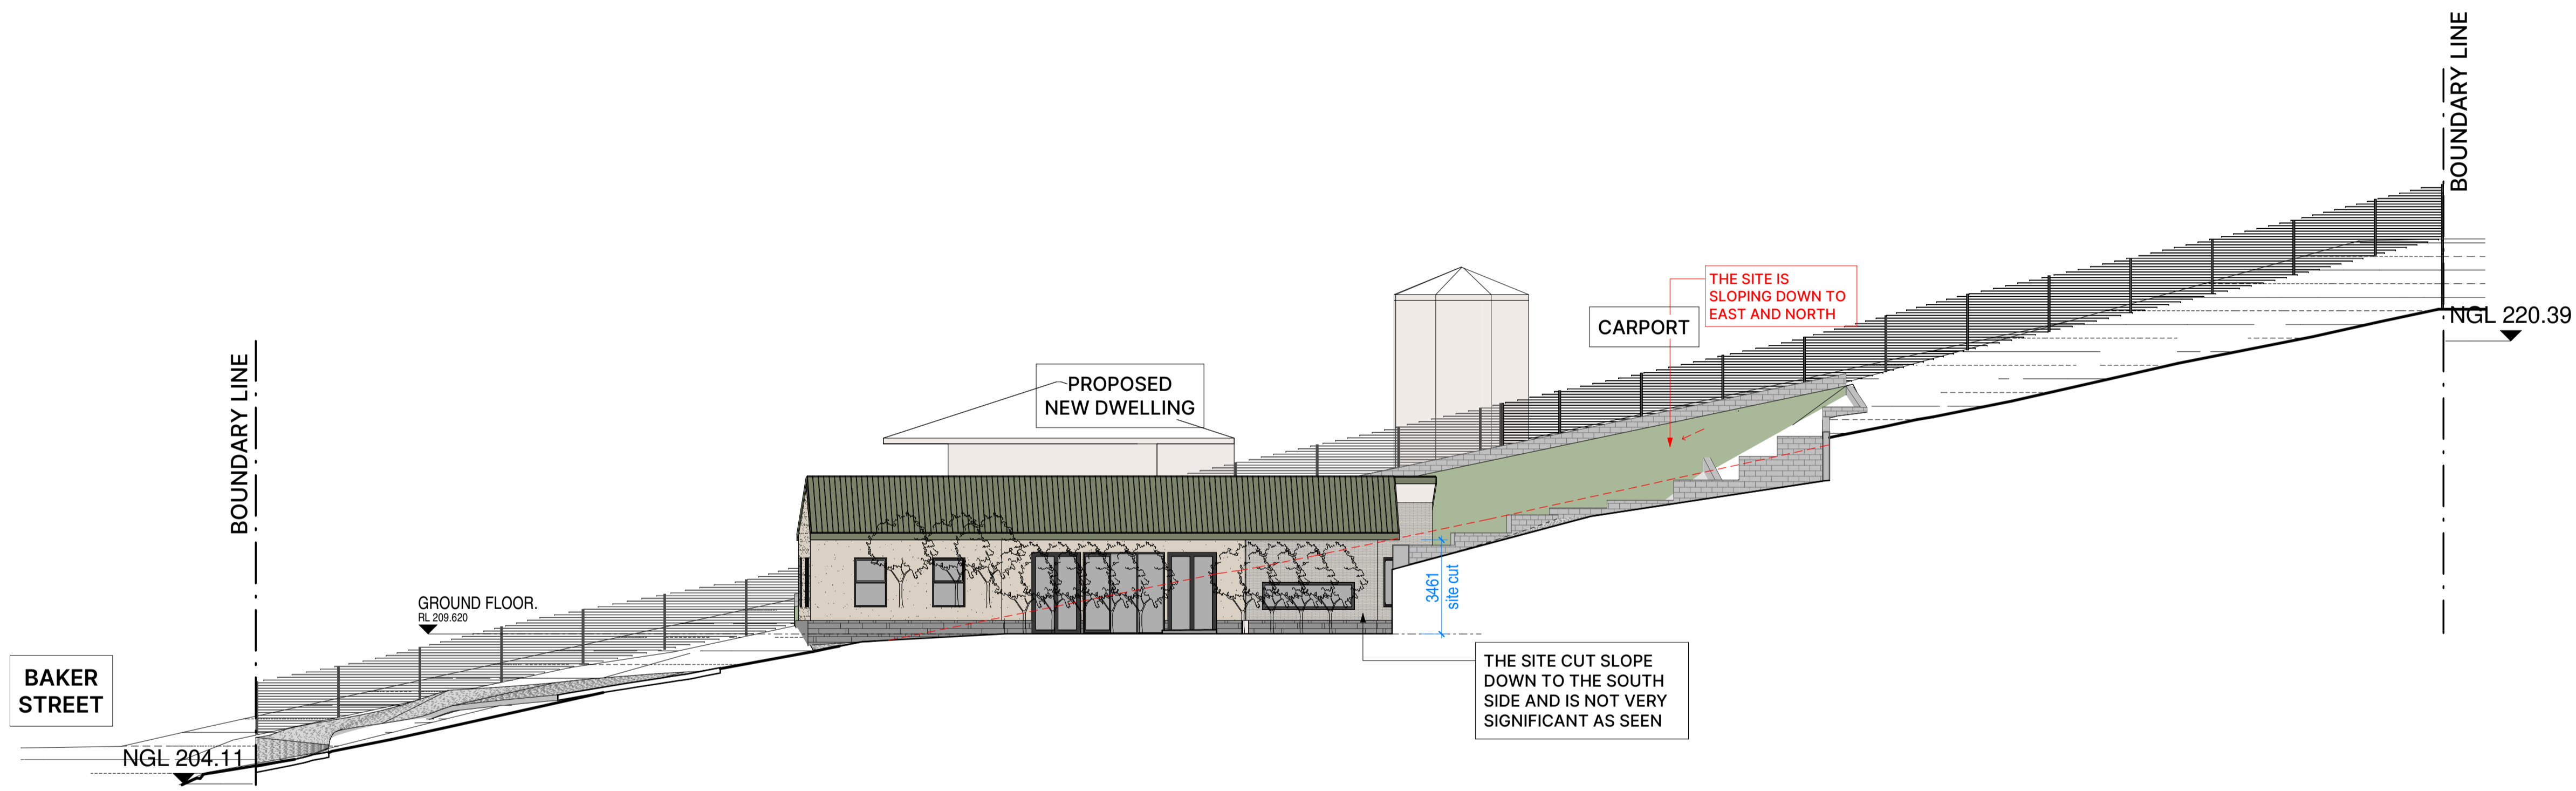 BOUNDARY LINE
BOUNDARY LINE
THE SITE IS
SLOPING DOWN TO
EAST AND NORTH
CARPORT
NGL 220.39
PROPOSED
NEW DWELLING
GROUND FLOOR.
RL 209.620
3461
site cut
THE SITE CUT SLOPE
DOWN TO THE SOUTH
SIDE AND IS NOT VERY
SIGNIFICANT AS SEEN
BAKER
STREET
NGL 204.11